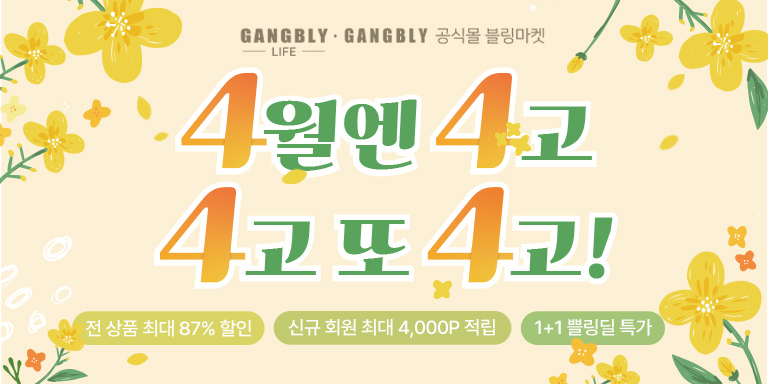 GANGBLY · GANGBLY 공식몰 블링마켓
LIFE
4월엔 4고
4고 또 4고!
전 상품 최대 87% 할인
신규 회원 최대 4,000P 적립
1+1 쁠링딜 특가